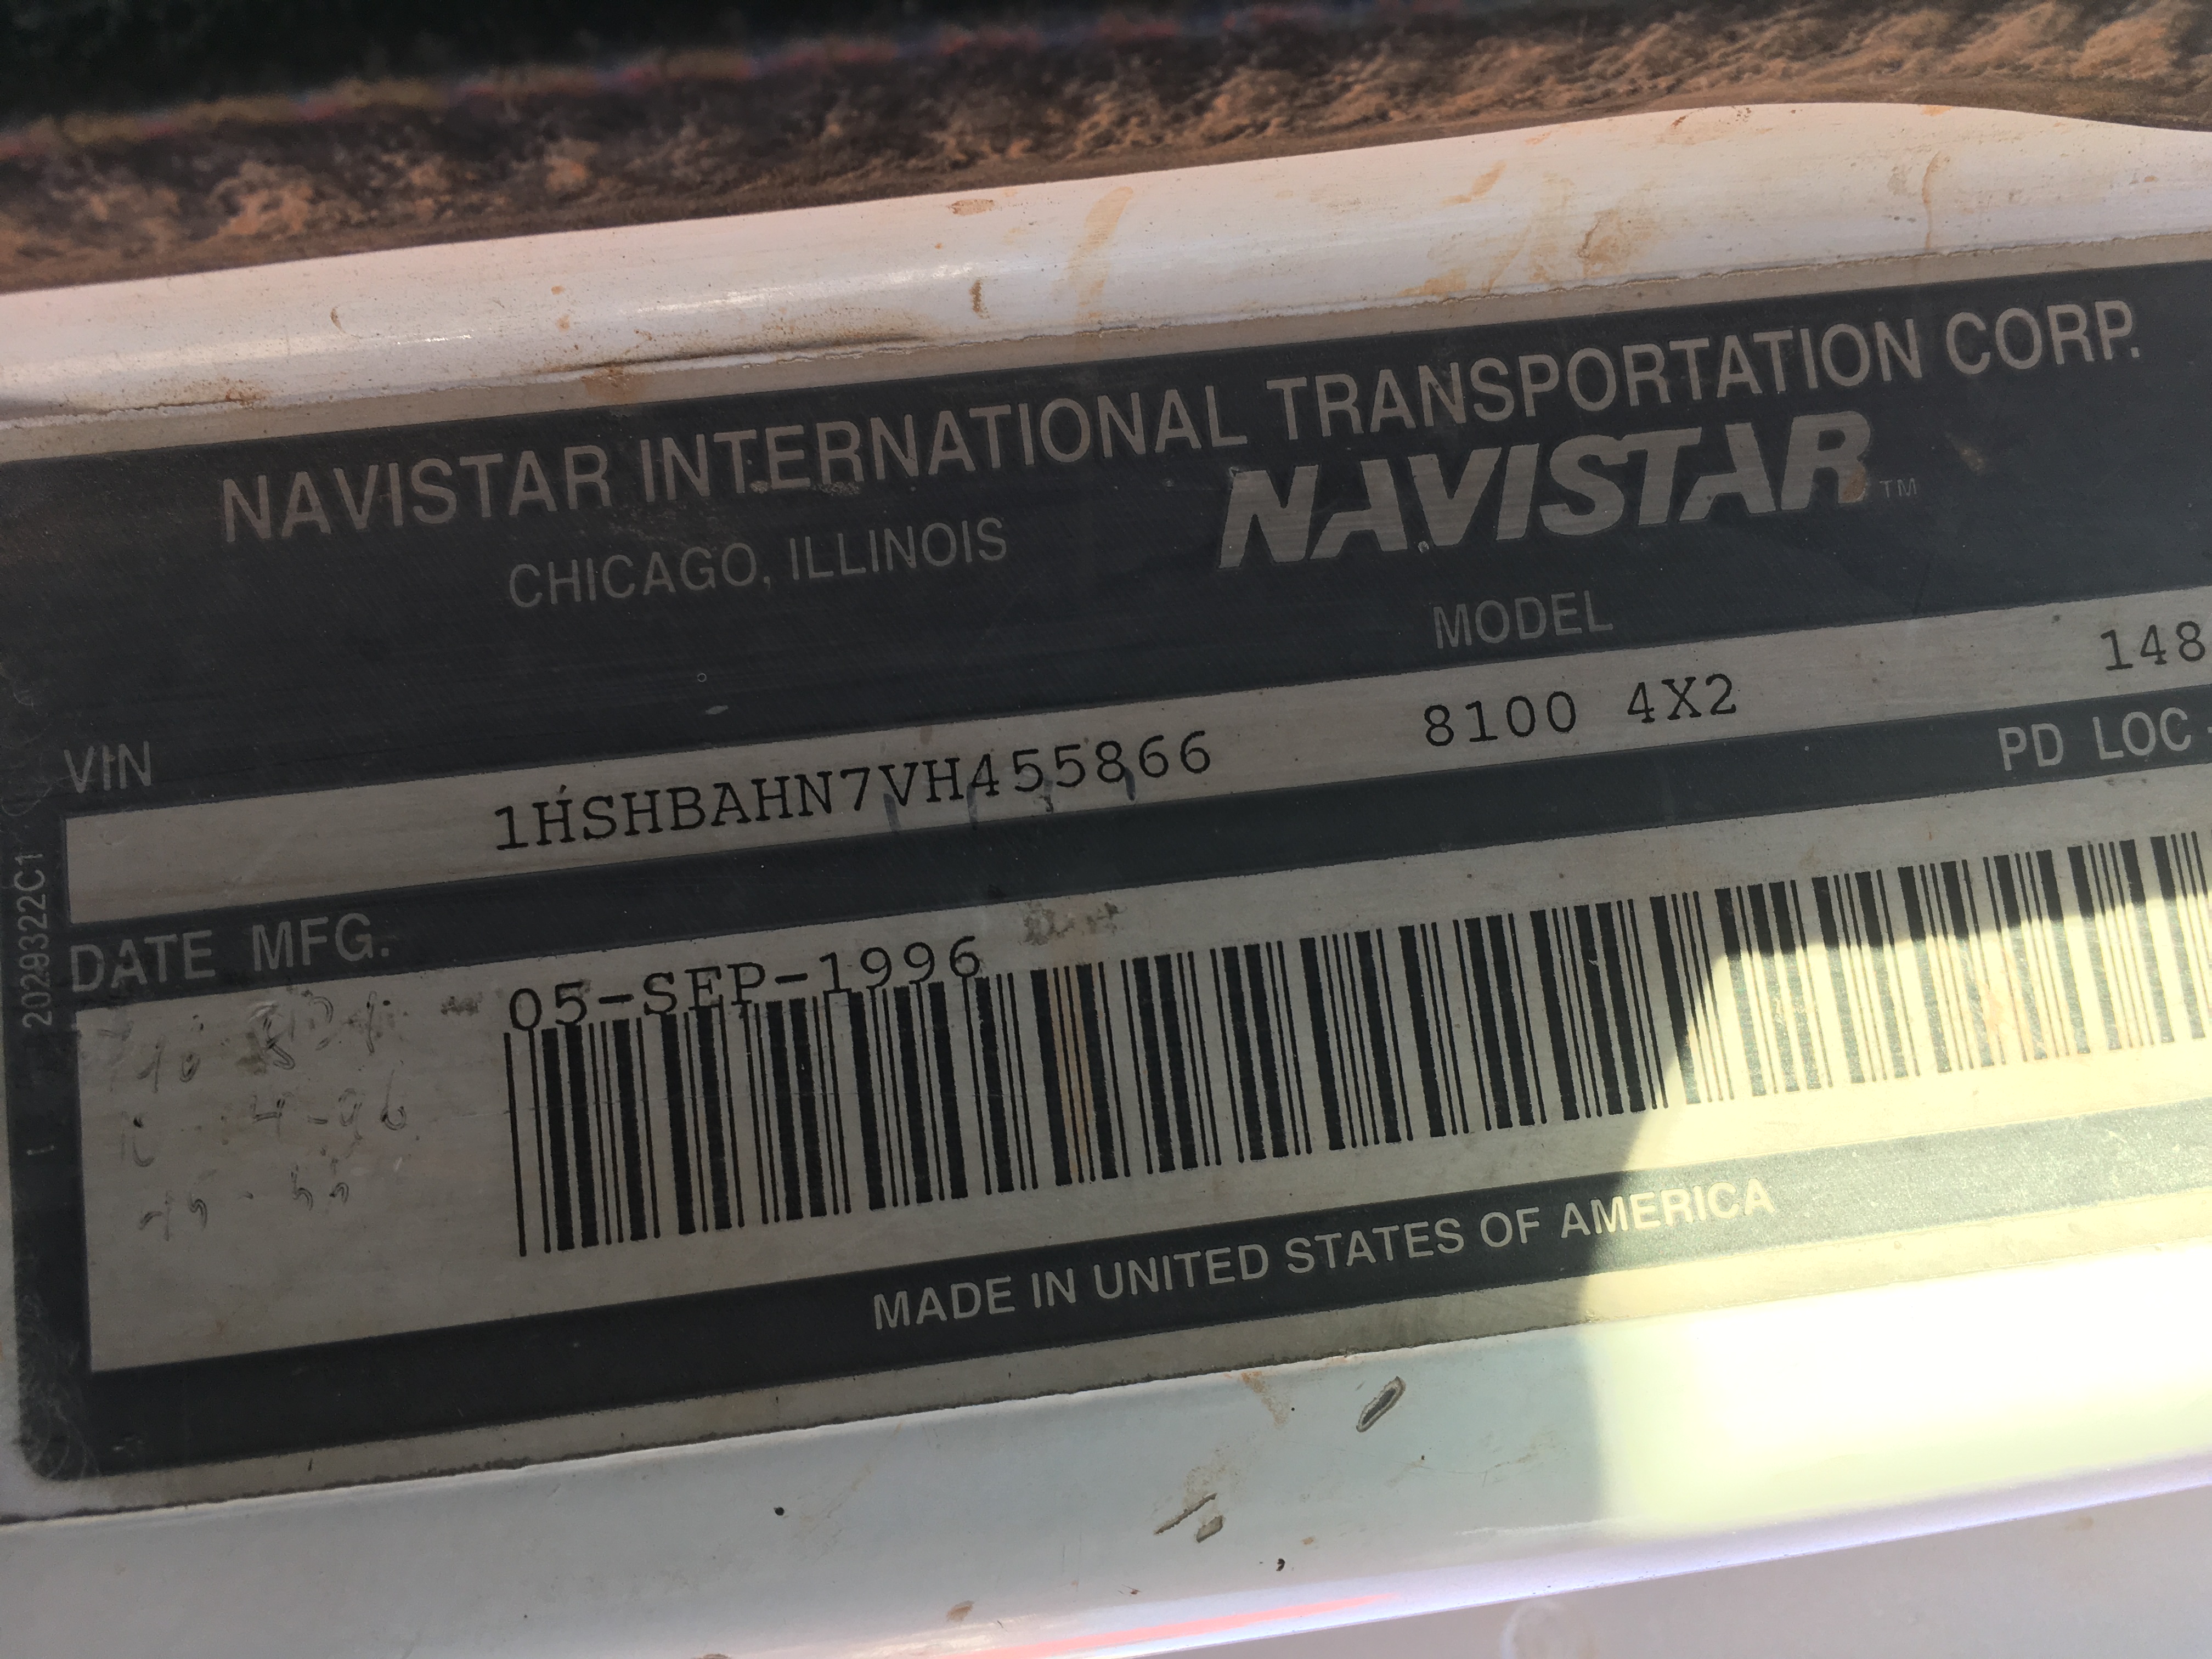 NAVISTAR INTERNATIONAL TRANSPORTATION CORP.
CHICAGO, ILLINOIS
NAVISTAR™
VIN
MODEL
1HSHBAHN7VH455866
8100 4X2
148
DATE MFG.
PD LOC
05-SEP-1996
2029322C1
MADE IN UNITED STATES OF AMERICA